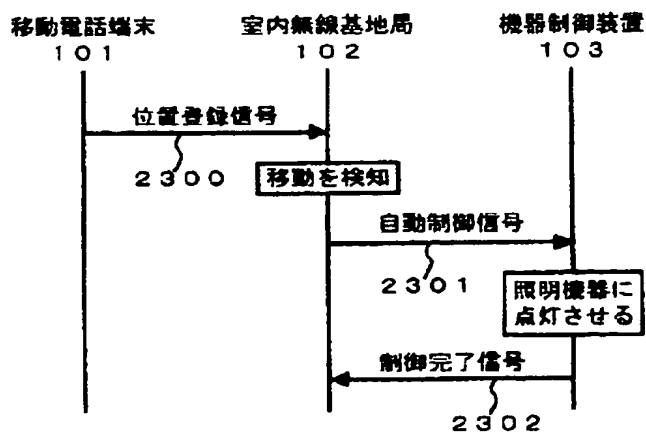 移動電話端末
101
室内無線基地局
102
機器制御装置
103
位置登録信号
2300
移動を検知
自動制御信号
2301
照明機器に
点灯させる
制御完了信号
2302